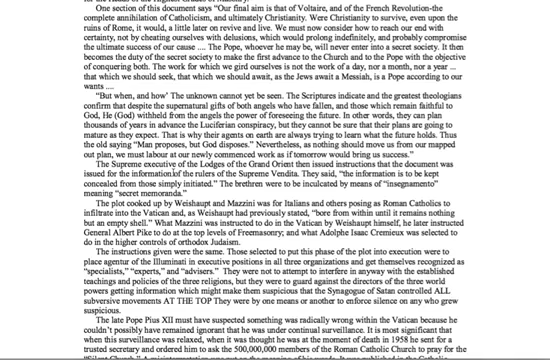 One section of this document says “Our final aim is that of Voltaire, and of the French Revolution-the
complete annihilation of Catholicism, and ultimately Christianity. Were Christianity to survive, even upon the
ruins of Rome, it would, a little later on revive and live. We must now consider how to reach our end with
certainty, not by cheating ourselves with delusions, which would prolong indefinitely, and probably compromise
the ultimate success of our cause .... The Pope, whoever he may be, will never enter into a secret society. It then
becomes the duty of the secret society to make the first advance to the Church and to the Pope with the objective
of conquering both. The work for which we gird ourselves is not the work of a day, nor a month, nor a year ...
that which we should seek, that which we should await, as the Jews await a Messiah, is a Pope according to our
wants ....
“But when, and how’ The unknown cannot yet be seen. The Scriptures indicate and the greatest theologians
confirm that despite the supernatural gifts of both angels who have fallen, and those which remain faithful to
God, He (God) withheld from the angels the power of foreseeing the future. In other words, they can plan
thousands of years in advance the Luciferian conspiracy, but they cannot be sure that their plans are going to
mature as they expect. That is why their agents on earth are always trying to learn what the future holds. Thus
the old saying “Man proposes, but God disposes.” Nevertheless, as nothing should move us from our mapped
out plan, we must labour at our newly commenced work as if tomorrow would bring us success.”
The Supreme executive of the Lodges of the Grand Orient then issued instructions that the document was
issued for the information of the rulers of the Supreme Vendita. They said, “the information is to be kept
concealed from those simply initiated.” The brethren were to be inculcated by means of “insegnamento”
meaning “secret memoranda.”
The plot cooked up by Weishaupt and Mazzini was for Italians and others posing as Roman Catholics to
infiltrate into the Vatican and, as Weishaupt had previously stated, “bore from within until it remains nothing
but an empty shell.” What Mazzini was instructed to do in the Vatican by Weishaupt himself, he later instructed
General Albert Pike to do at the top levels of Freemasonry; and what Adolphe Isaac Cremieux was selected to
do in the higher controls of orthodox Judaism.
The instructions given were the same. Those selected to put this phase of the plot into execution were to
place agentur of the Illuminati in executive positions in all three organizations and get themselves recognized as
“specialists,” “experts,” and “advisers.” They were not to attempt to interfere in anyway with the established
teachings and policies of the three religions, but they were to guard against the directors of the three world
powers getting information which might make them suspicious that the Synagogue of Satan controlled ALL
subversive movements AT THE TOP They were by one means or another to enforce silence on any who grew
suspicious.
The late Pope Pius XII must have suspected something was radically wrong within the Vatican because he
couldn’t possibly have remained ignorant that he was under continual surveillance. It is most significant that
when this surveillance was relaxed, when it was thought he was at the moment of death in 1958 he sent for a
trusted secretary and ordered him to ask the 500,000,000 members of the Roman Catholic Church to pray for the